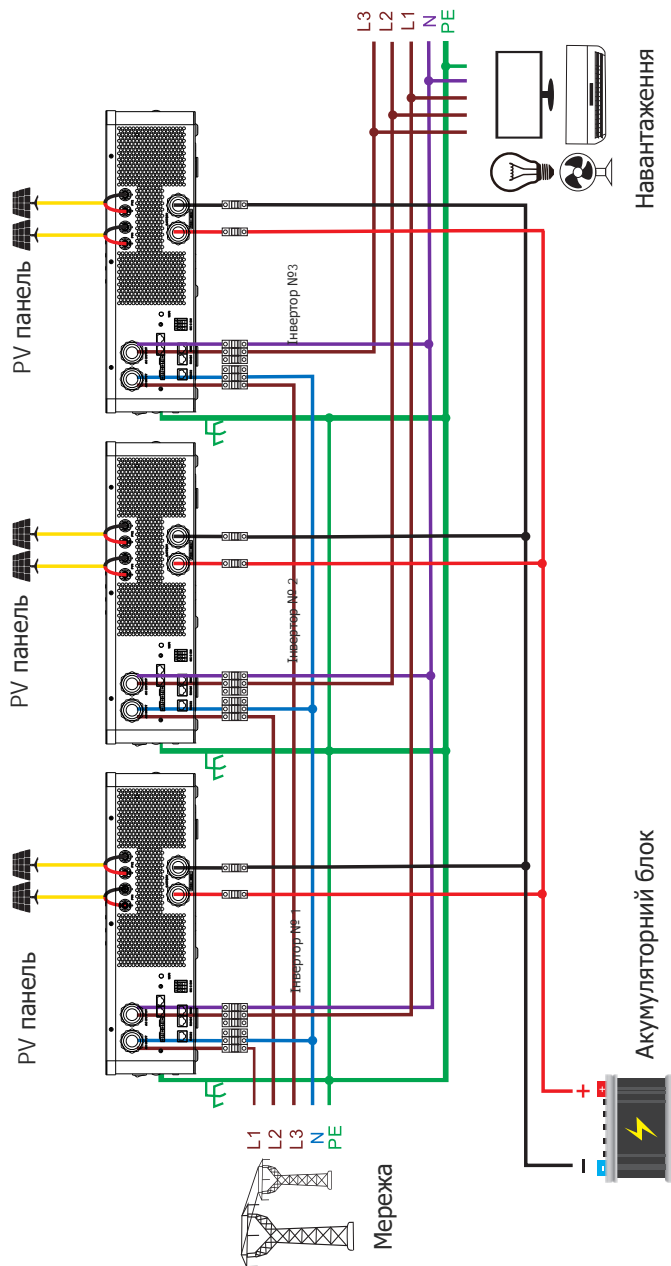 PV панель
PV панель
PV панель
L3
L2
L1
N
PE
Навантаження
Інвертор №3
Інвертор № 2
Інвертор № 1
L1
L2
L3
N
PE
Мережа
+
−
Акумуляторний блок